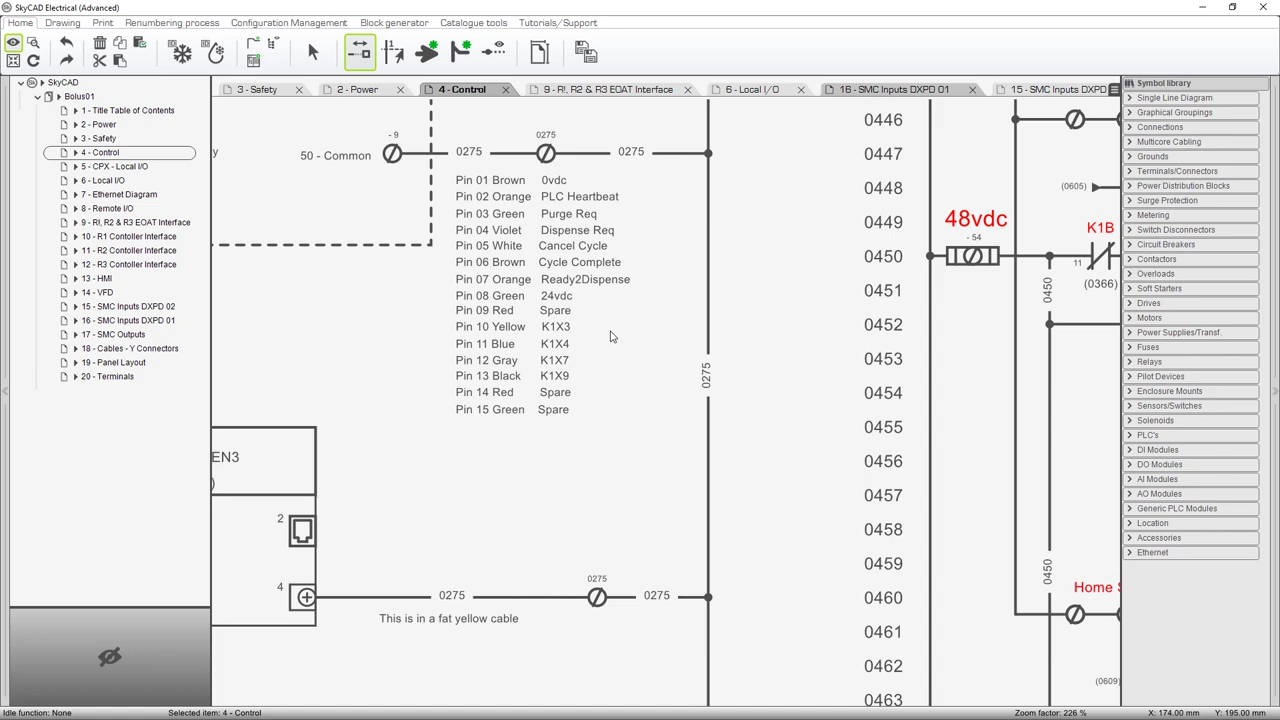 SkyCAD Electrical (Advanced)
Home Drawing Print Renumbering process Configuration Management Block generator Catalogue tools Tutorials/Support
3 - Safety 2 - Power 4 - Control 9 - R!. R2 & R3 EOAT Interface 6 - Local I/O 16 - SMC Inputs DXPD 01 15 - SMC Inputs DXPD
SkyCAD
Bolus01
1 - Title Table of Contents
2 - Power
3 - Safety
4 - Control
5 - CPX - Local I/O
6 - Local I/O
7 - Ethernet Diagram
8 - Remote I/O
9 - R!, R2 & R3 EOAT Interface
10 - R1 Controller Interface
11 - R2 Contoller Interface
12 - R3 Controller Interface
13 - HMI
14 - VFD
15 - SMC Inputs DXPD 02
16 - SMC Inputs DXPD 01
17 - SMC Outputs
18 - Cables - Y Connectors
19 - Panel Layout
20 - Terminals
y
50 - Common
- 9
0275
0275
0275
Pin 01 Brown 0vdc
Pin 02 Orange PLC Heartbeat
Pin 03 Green Purge Req
Pin 04 Violet Dispense Req
Pin 05 White Cancel Cycle
Pin 06 Brown Cycle Complete
Pin 07 Orange Ready2Dispense
Pin 08 Green 24vdc
Pin 09 Red Spare
Pin 10 Yellow K1X3
Pin 11 Blue K1X4
Pin 12 Gray K1X7
Pin 13 Black K1X9
Pin 14 Red Spare
Pin 15 Green Spare
0275
EN3
)
2
4
0275
0275
0275
This is in a fat yellow cable
0446
0447
0448
0449
0450
0451
0452
0453
0454
0455
0456
0457
0458
0459
0460
0461
0462
0463
(0605)
48vdc
- 54
K1B
11
(0366)
0450
0450
Home S
(0609)
Symbol library
Single Line Diagram
Graphical Groupings
Connections
Multicore Cabling
Grounds
Terminals/Connectors
Power Distribution Blocks
Surge Protection
Metering
Switch Disconnectors
Circuit Breakers
Contactors
Overloads
Soft Starters
Drives
Motors
Power Supplies/Transf.
Fuses
Relays
Pilot Devices
Enclosure Mounts
Sensors/Switches
Solenoids
PLC's
DI Modules
DO Modules
AI Modules
AO Modules
Generic PLC Modules
Location
Accessories
Ethernet
Idle function: None Selected item: 4 - Control Zoom factor: 226 % X: 174.00 mm Y: 195.00 mm